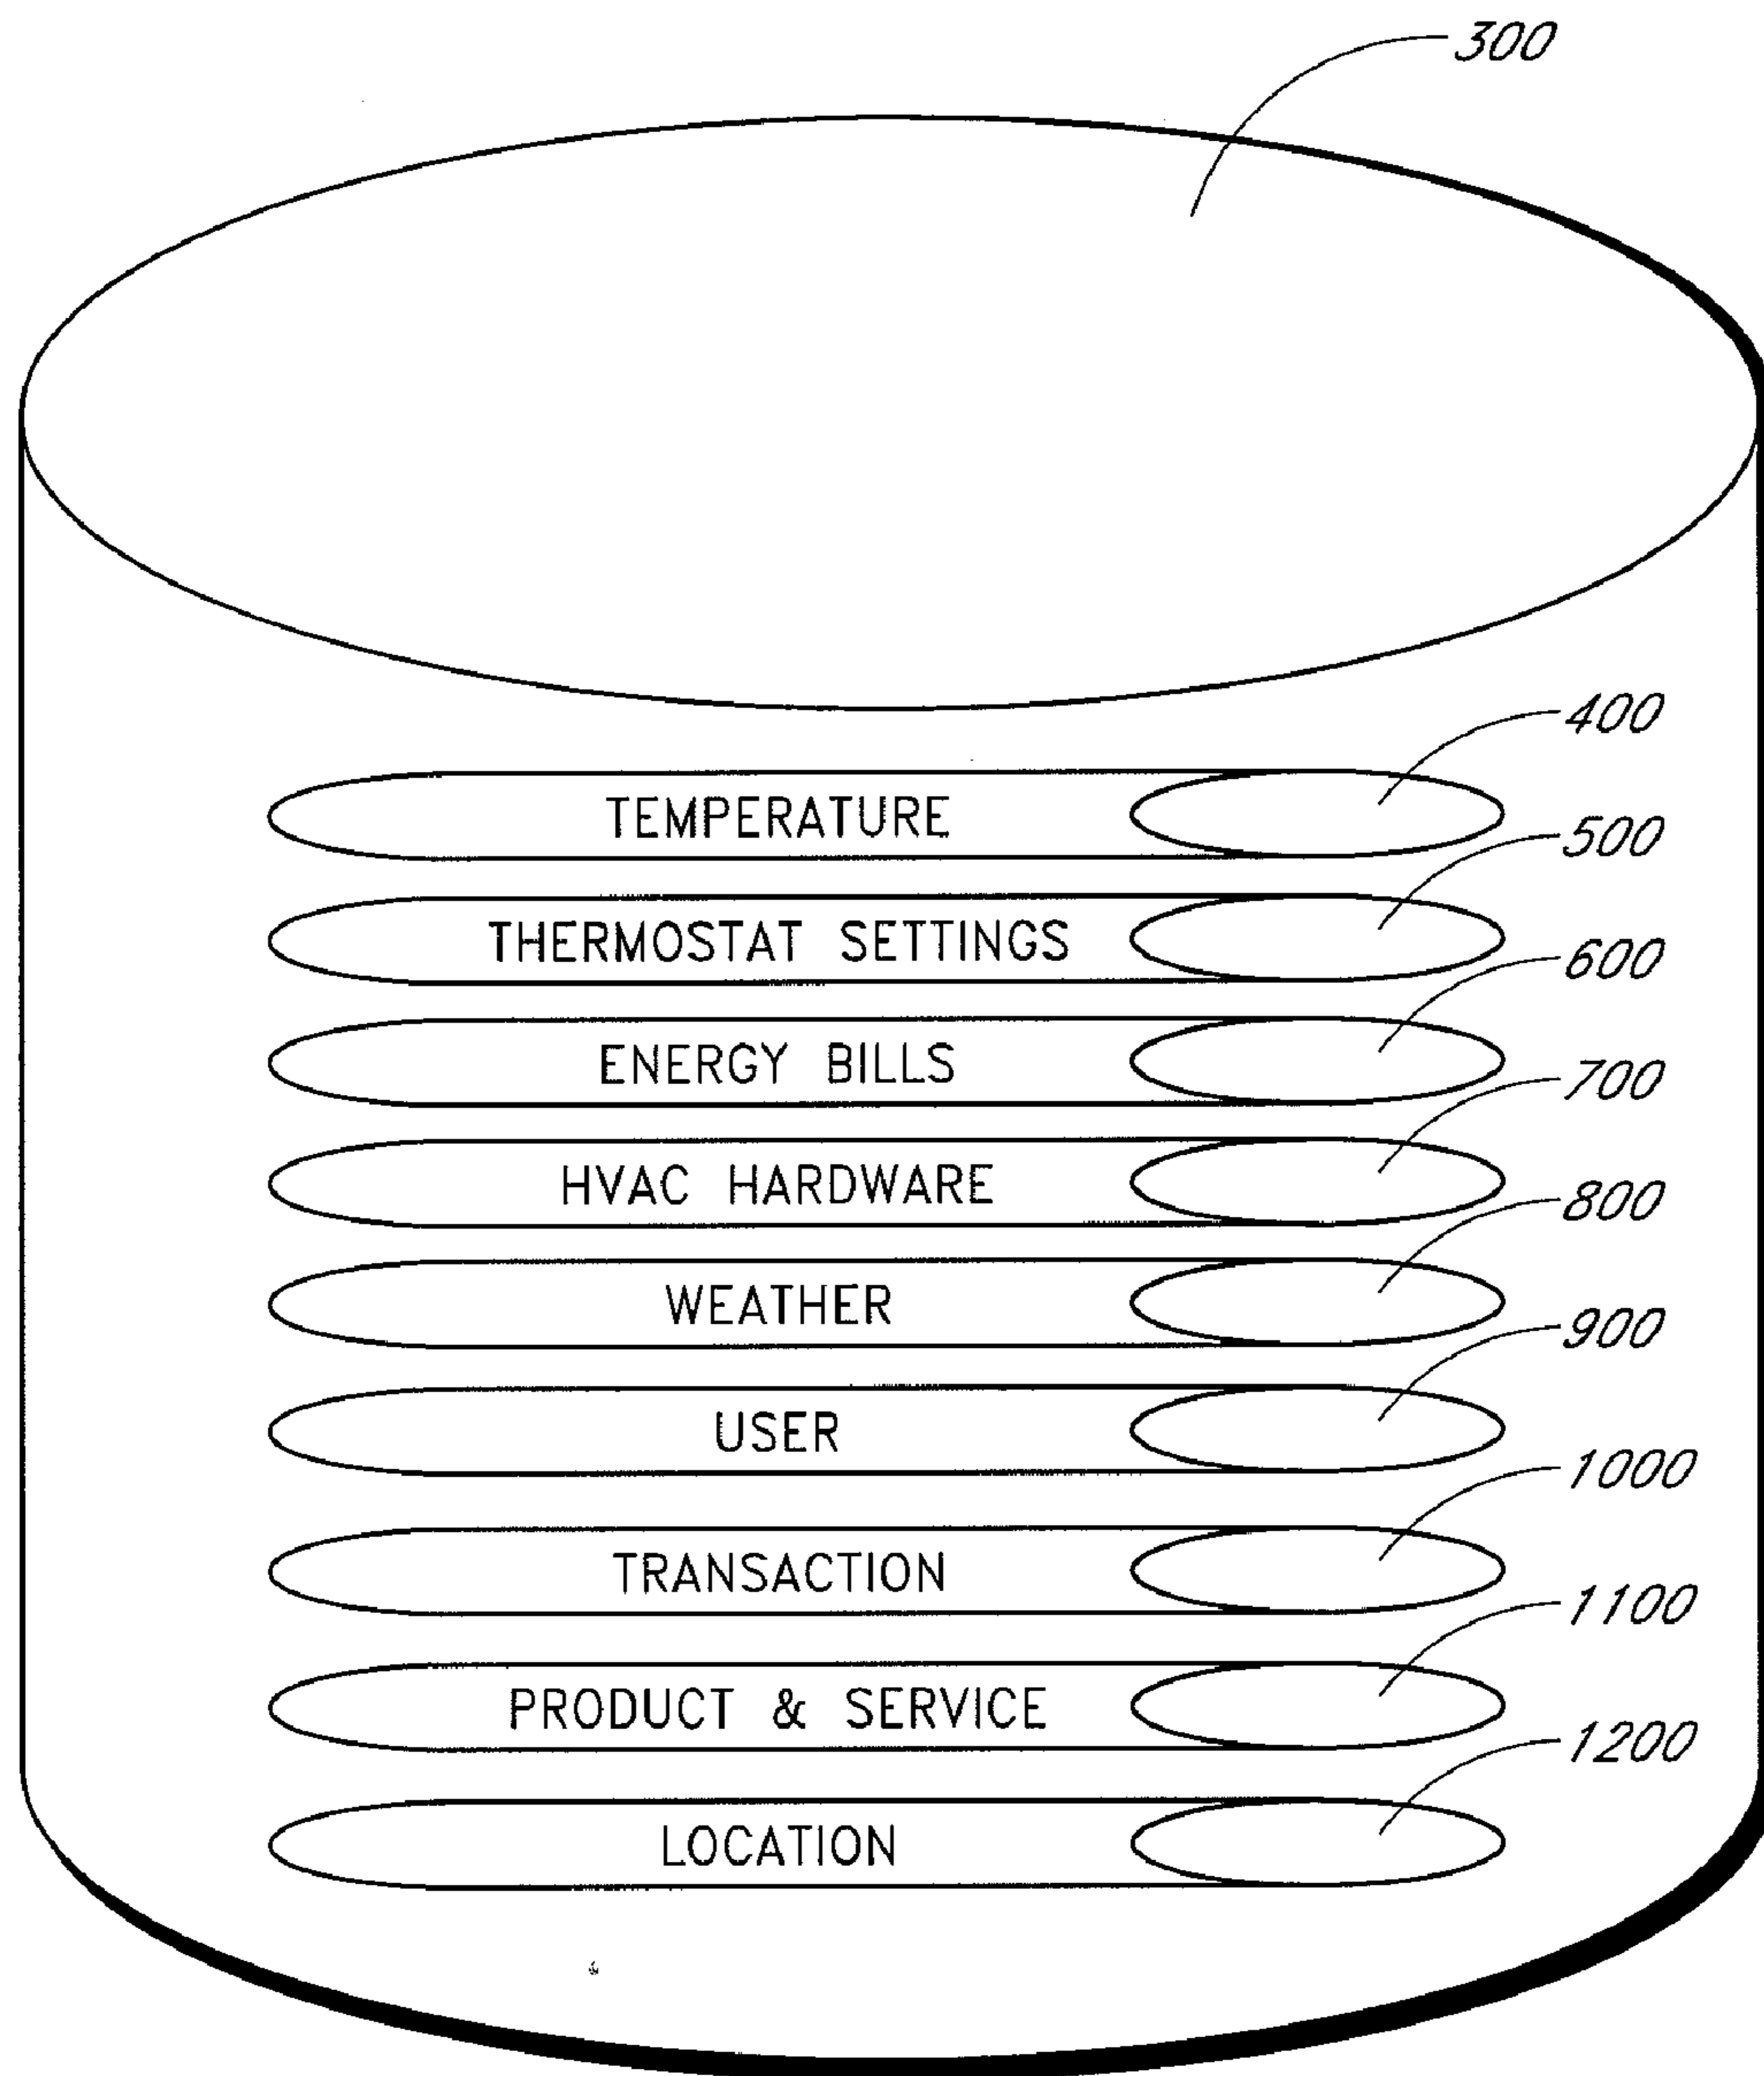 300
TEMPERATURE 400
THERMOSTAT SETTINGS 500
ENERGY BILLS 600
HVAC HARDWARE 700
WEATHER 800
USER 900
TRANSACTION 1000
PRODUCT & SERVICE 1100
LOCATION 1200